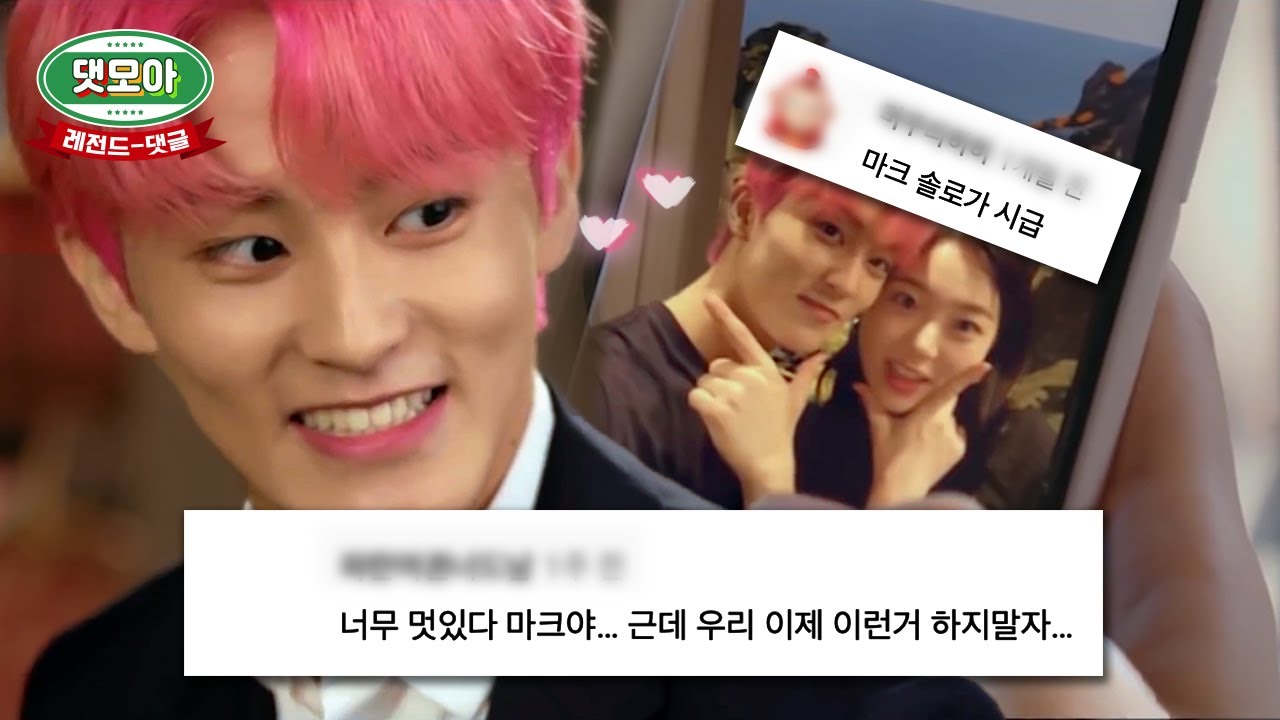 댓모아
레전드-댓글
마크 솔로가 시급
너무 멋있다 마크야... 근데 우리 이제 이런거 하지말자...